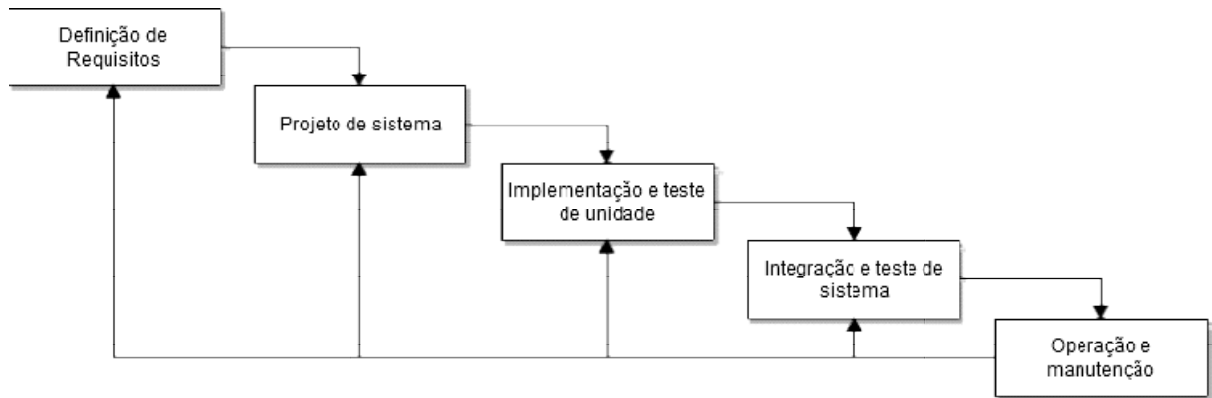 Definição de
Requisitos
Projeto de sistema
Implementação e teste
de unidade
Integração e teste de
sistema
Operação e
manutenção